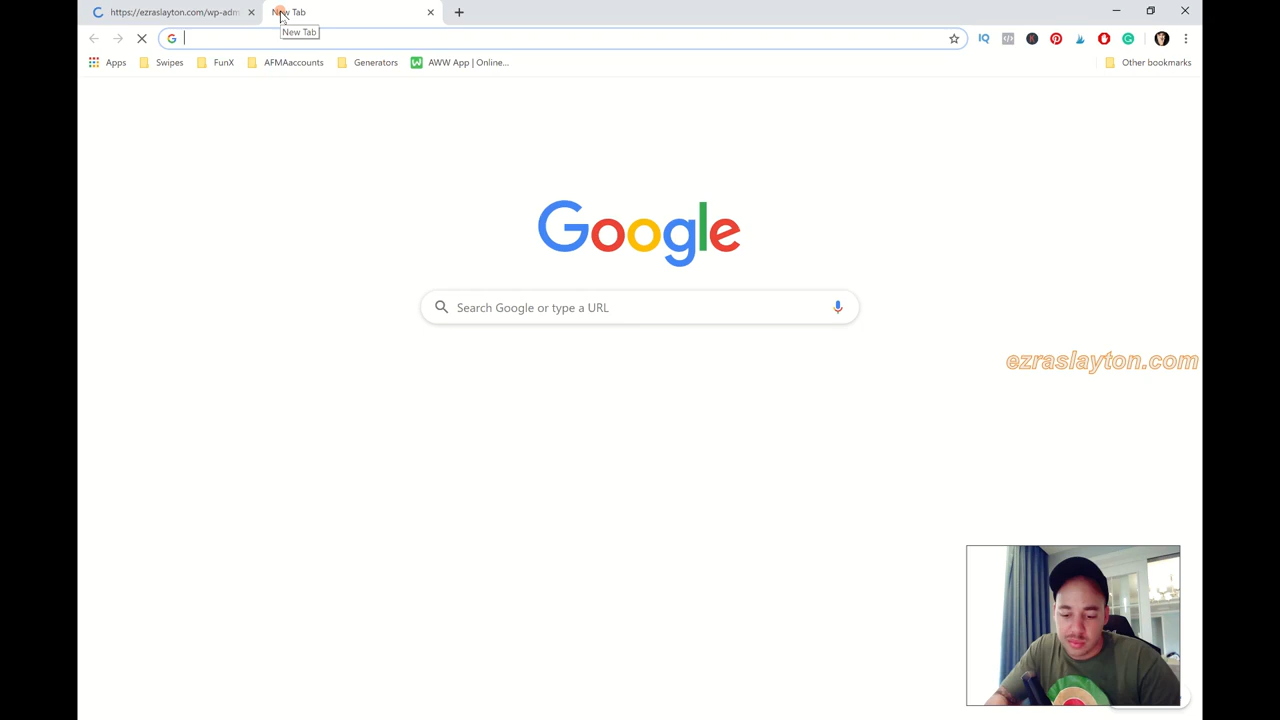 https://ezraslayton.com/wp-adm
New Tab
New Tab
Apps
Swipes
FunX
AFMAaccounts
Generators
AWW App | Online...
Other bookmarks
Google
Search Google or type a URL
ezraslayton.com